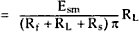 = E_sm / ((R_f + R_L + R_s) π) R_L